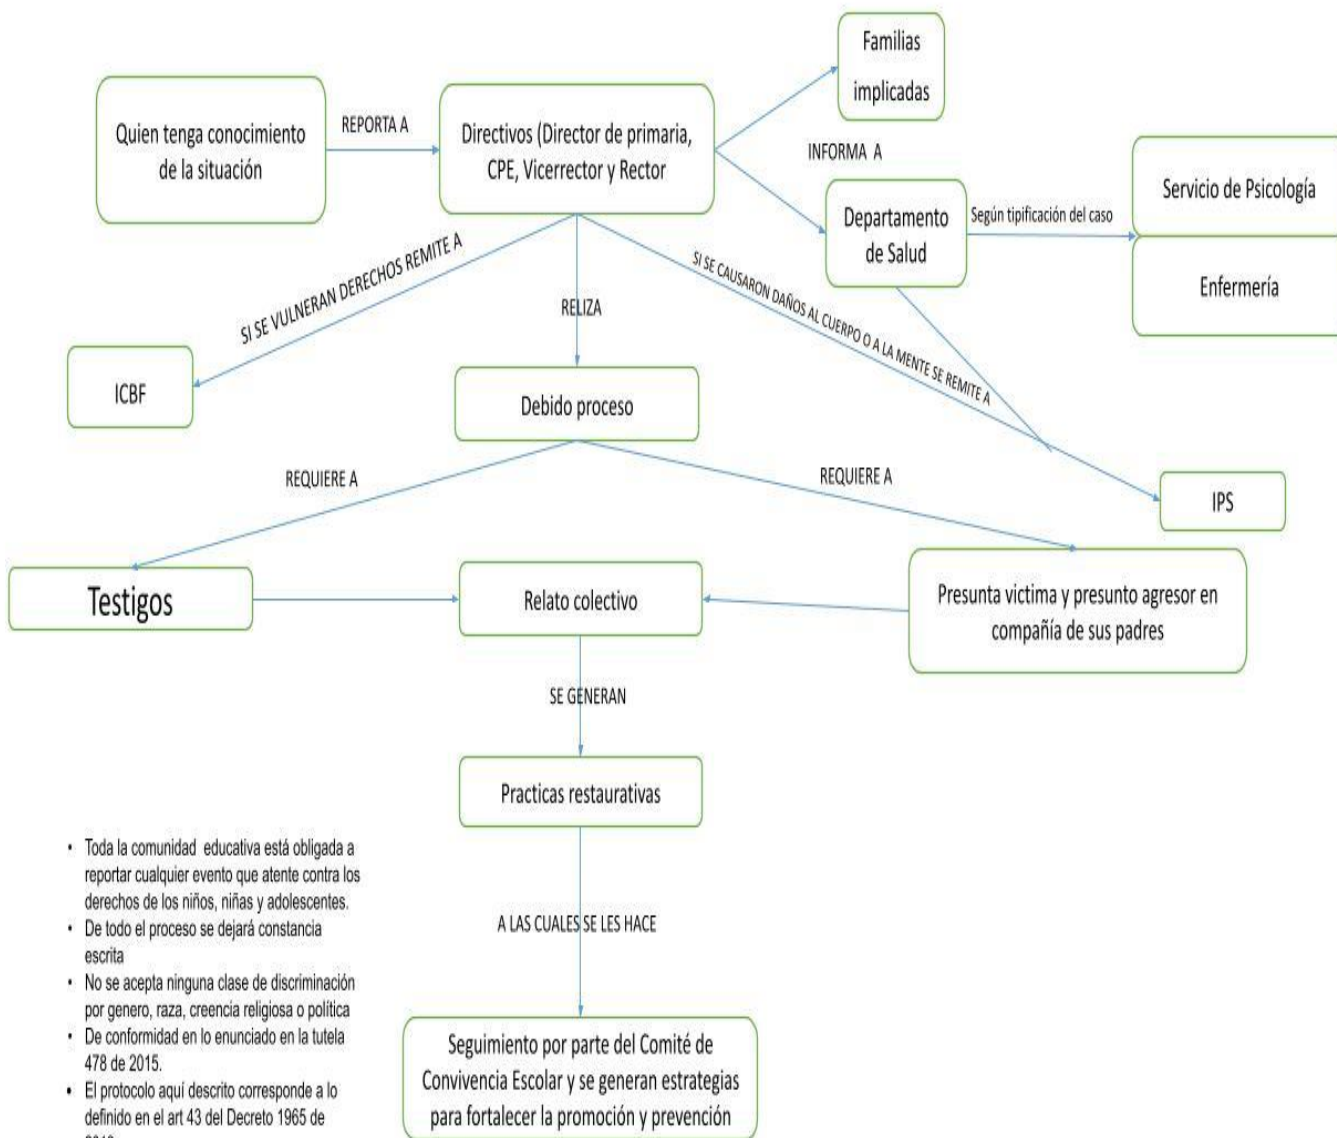 Familias
implicadas
Quien tenga conocimiento
de la situación
REPORTA A
Directivos (Director de primaria,
CPE, Vicerrector y Rector
INFORMA A
Departamento
de Salud
Según tipificación del caso
Servicio de Psicología
Enfermería
SI SE VULNERAN DERECHOS REMITE A
RELIZA
SI SE CAUSARON DAÑOS AL CUERPO O A LA MENTE SE REMITE A
ICBF
Debido proceso
REQUIERE A
REQUIERE A
IPS
Testigos
Relato colectivo
Presunta victima y presunto agresor en
compañía de sus padres
SE GENERAN
Practicas restaurativas
A LAS CUALES SE LES HACE
Seguimiento por parte del Comité de
Convivencia Escolar y se generan estrategias
para fortalecer la promoción y prevención
• Toda la comunidad educativa está obligada a
reportar cualquier evento que atente contra los
derechos de los niños, niñas y adolescentes.
• De todo el proceso se dejará constancia
escrita
• No se acepta ninguna clase de discriminación
por genero, raza, creencia religiosa o política
• De conformidad en lo enunciado en la tutela
478 de 2015.
• El protocolo aquí descrito corresponde a lo
definido en el art 43 del Decreto 1965 de